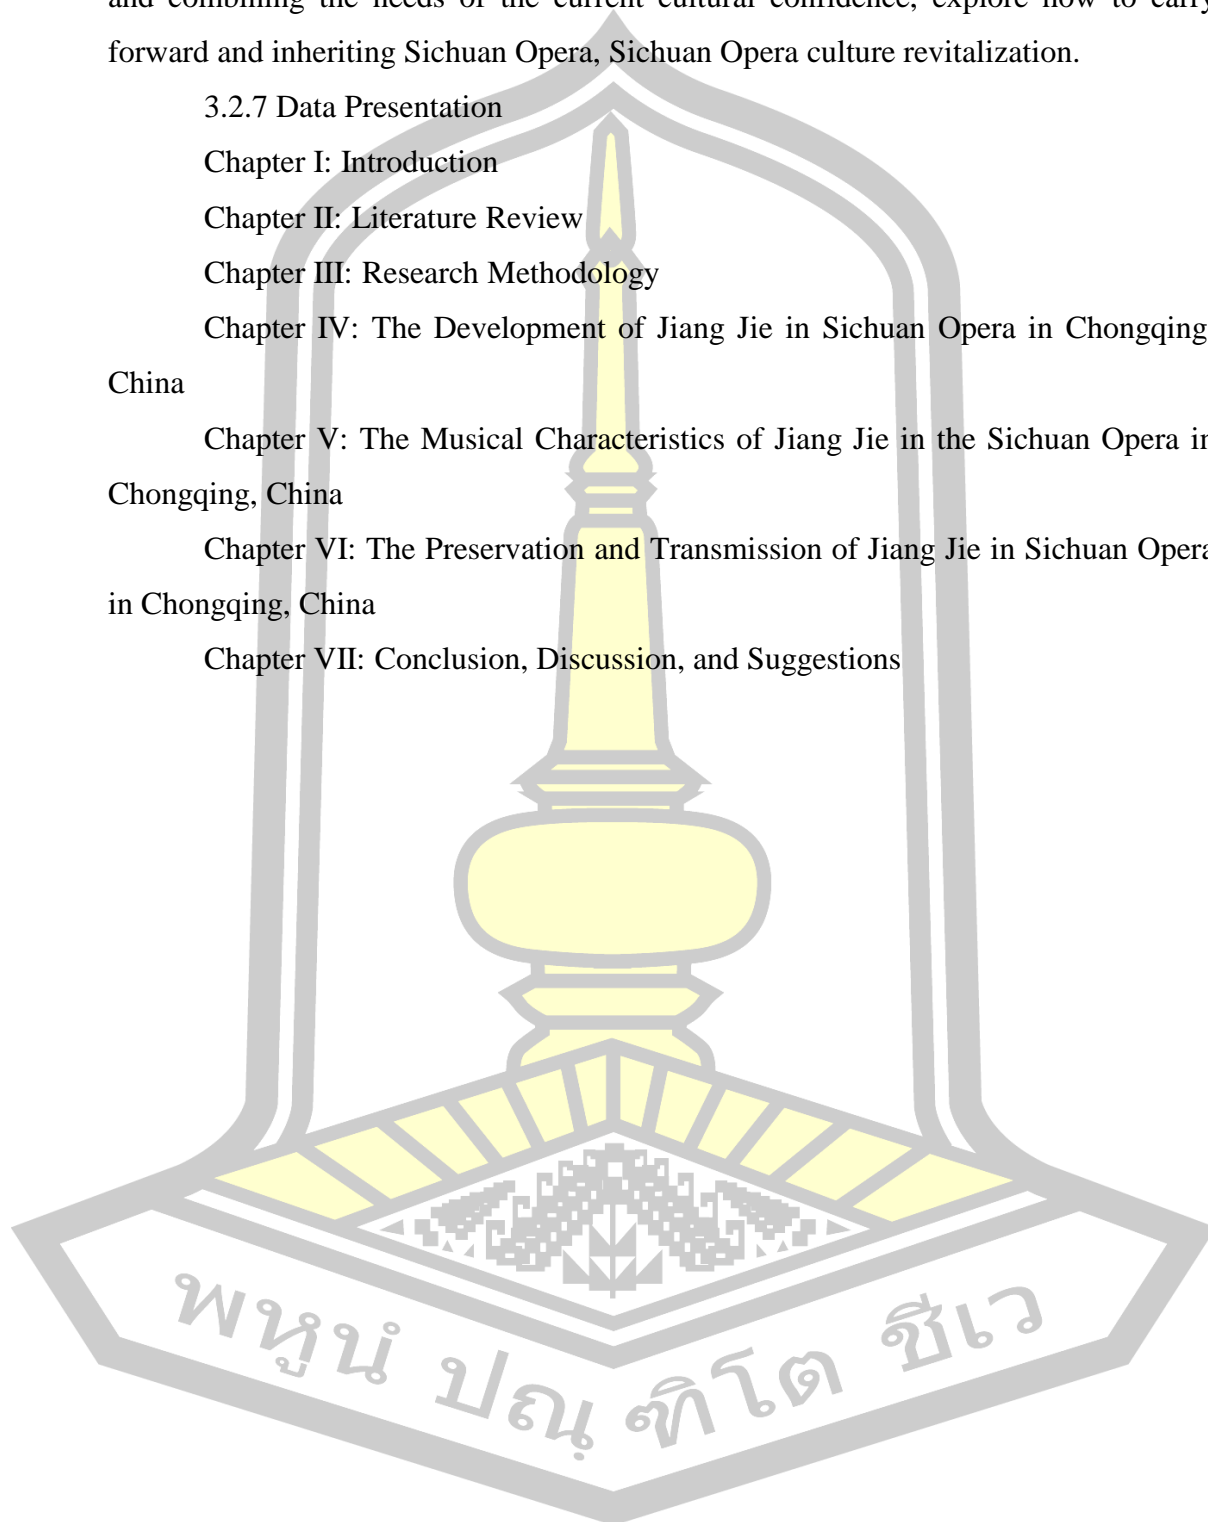 and combining the needs of the current cultural confidence, explore how to carry
forward and inheriting Sichuan Opera, Sichuan Opera culture revitalization.
3.2.7 Data Presentation
Chapter I: Introduction
Chapter II: Literature Review
Chapter III: Research Methodology
Chapter IV: The Development of Jiang Jie in Sichuan Opera in Chongqing
China
Chapter V: The Musical Characteristics of Jiang Jie in the Sichuan Opera in
Chongqing, China
Chapter VI: The Preservation and Transmission of Jiang Jie in Sichuan Opera
in Chongqing, China
Chapter VII: Conclusion, Discussion, and Suggestions
พหูนํ ปณฺฑิโต ชีเว